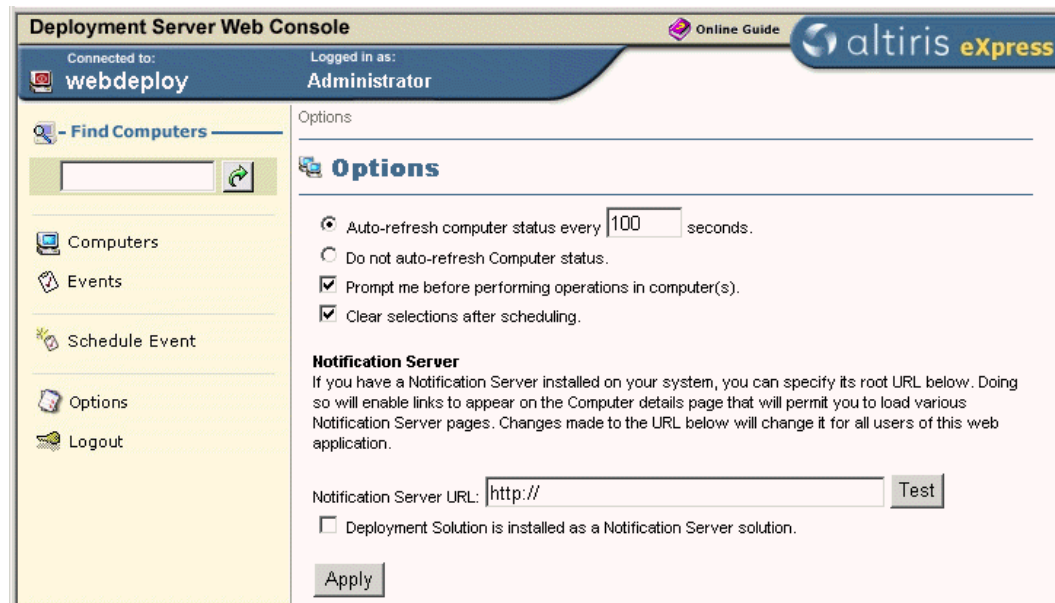 Deployment Server Web Console
Online Guide
altiris eXpress
Connected to:
webdeploy
Logged in as:
Administrator
Find Computers
Computers
Events
Schedule Event
Options
Logout
Options
Options
Auto-refresh computer status every 100 seconds.
Do not auto-refresh Computer status.
Prompt me before performing operations in computer(s).
Clear selections after scheduling.
Notification Server
If you have a Notification Server installed on your system, you can specify its root URL below. Doing
so will enable links to appear on the Computer details page that will permit you to load various
Notification Server pages. Changes made to the URL below will change it for all users of this web
application.
Notification Server URL: http:// Test
Deployment Solution is installed as a Notification Server solution.
Apply